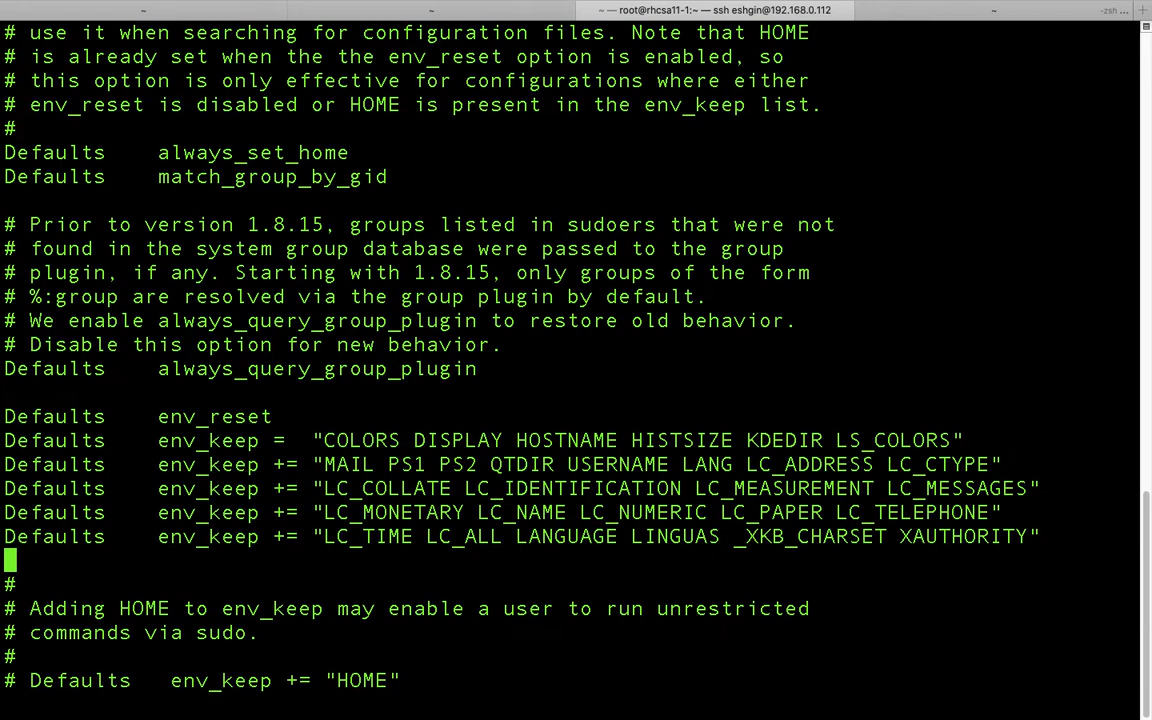 ~ ~ ~ — root@rhcsa11-1:~ — ssh eshgin@192.168.0.112 ~ -zsh ... +
# use it when searching for configuration files. Note that HOME
# is already set when the the env_reset option is enabled, so
# this option is only effective for configurations where either
# env_reset is disabled or HOME is present in the env_keep list.
#
Defaults    always_set_home
Defaults    match_group_by_gid
# Prior to version 1.8.15, groups listed in sudoers that were not
# found in the system group database were passed to the group
# plugin, if any. Starting with 1.8.15, only groups of the form
# %:group are resolved via the group plugin by default.
# We enable always_query_group_plugin to restore old behavior.
# Disable this option for new behavior.
Defaults    always_query_group_plugin
Defaults    env_reset
Defaults    env_keep =  "COLORS DISPLAY HOSTNAME HISTSIZE KDEDIR LS_COLORS"
Defaults    env_keep += "MAIL PS1 PS2 QTDIR USERNAME LANG LC_ADDRESS LC_CTYPE"
Defaults    env_keep += "LC_COLLATE LC_IDENTIFICATION LC_MEASUREMENT LC_MESSAGES"
Defaults    env_keep += "LC_MONETARY LC_NAME LC_NUMERIC LC_PAPER LC_TELEPHONE"
Defaults    env_keep += "LC_TIME LC_ALL LANGUAGE LINGUAS _XKB_CHARSET XAUTHORITY"
#
# Adding HOME to env_keep may enable a user to run unrestricted
# commands via sudo.
#
# Defaults   env_keep += "HOME"